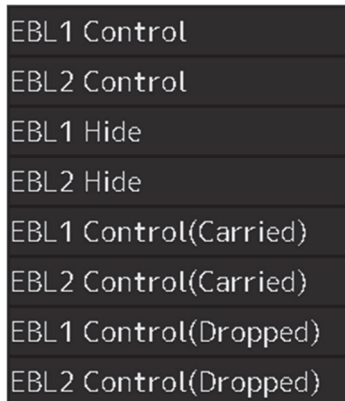 EBL1 Control
EBL2 Control
EBL1 Hide
EBL2 Hide
EBL1 Control(Carried)
EBL2 Control(Carried)
EBL1 Control(Dropped)
EBL2 Control(Dropped)